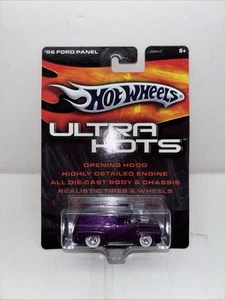 '56 FORD PANEL
8+
HOT WHEELS
ULTRA
HOTS
OPENING HOOD
HIGHLY DETAILED ENGINE
ALL DIE-CAST BODY & CHASSIS
REALISTIC TIRES & WHEELS